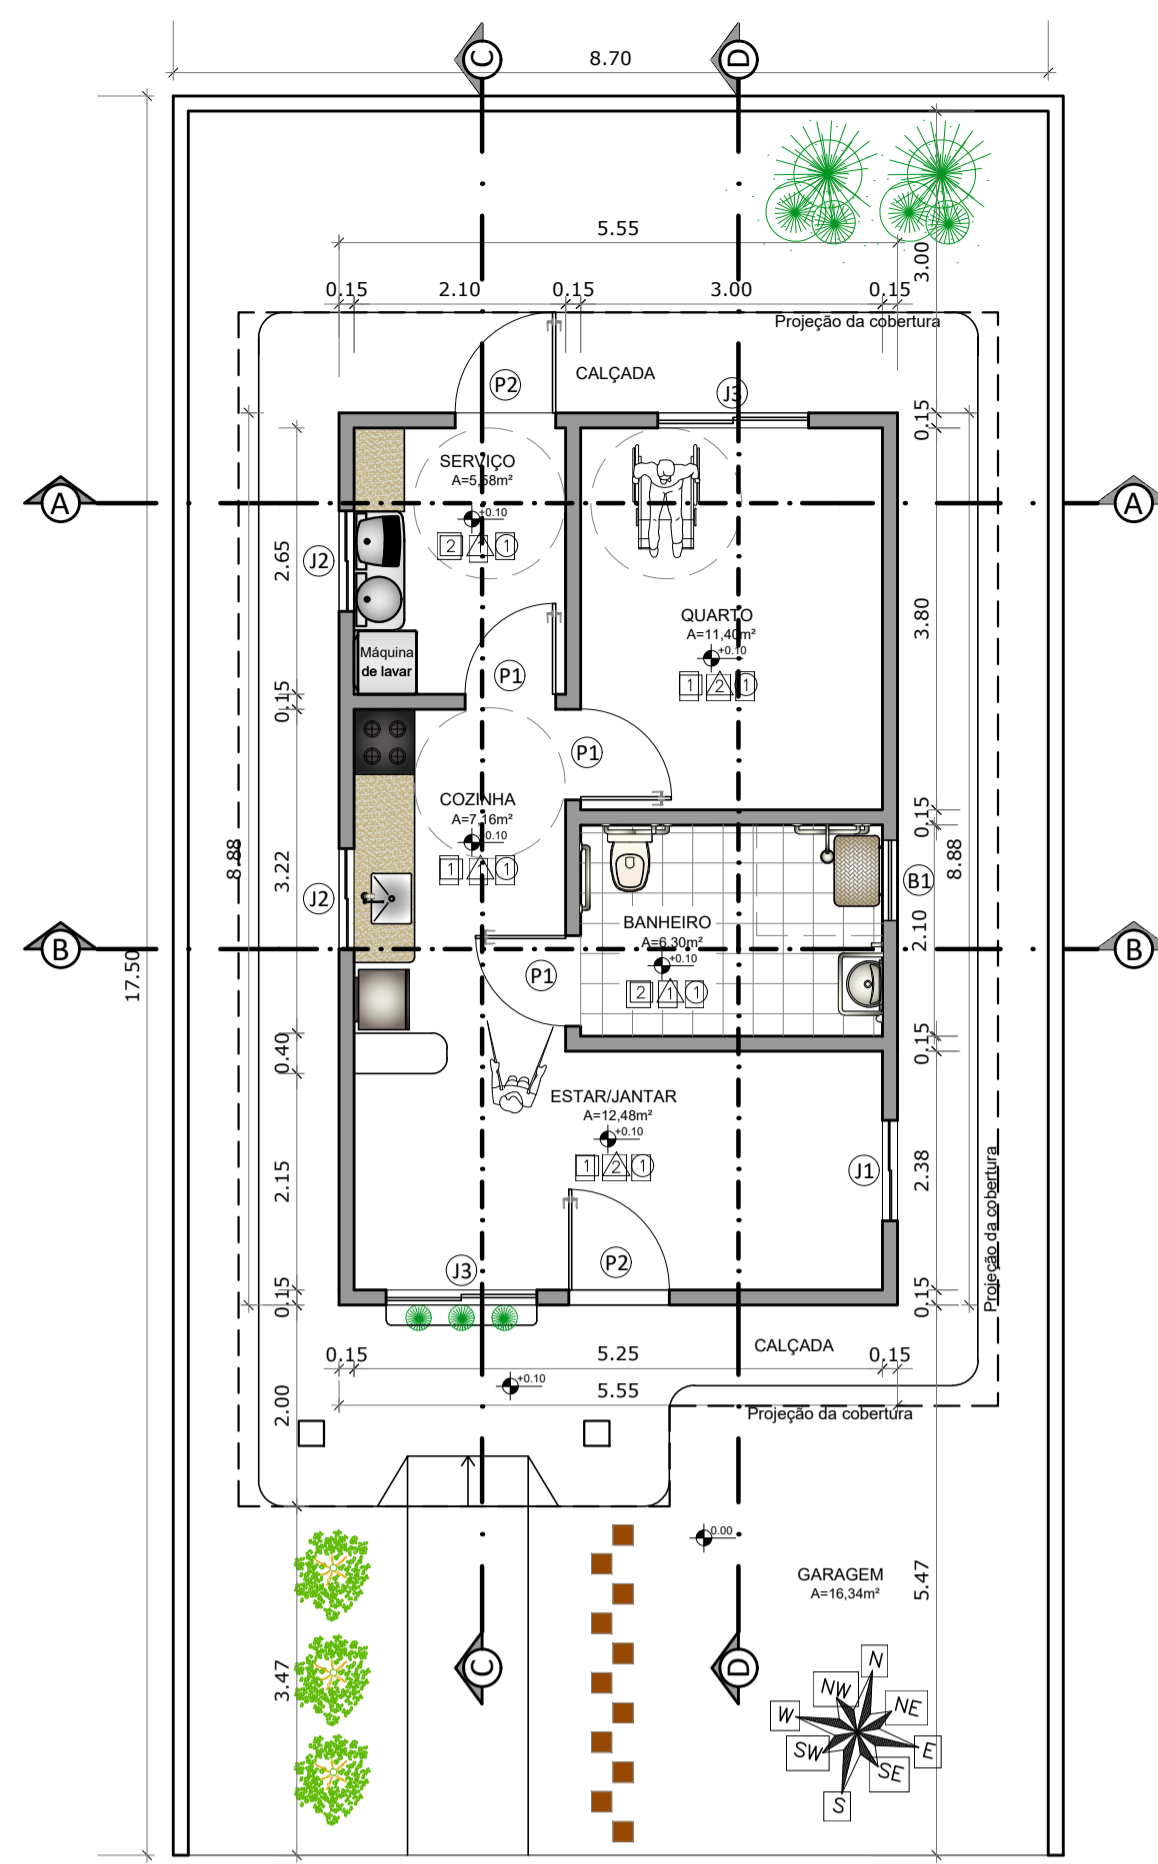 C
D
8.70
5.55
3.00
0.15
2.10
0.15
3.00
0.15
Projeção da cobertura
CALÇADA
P2
J3
0.15
SERVIÇO
A=5,58m²
A
A
+0.10
2
1
2.65
J2
3.80
QUARTO
A=11,40m²
+0.10
1
2
1
Máquina
de lavar
P1
0.15
P1
COZINHA
A=7,16m²
+0.10
0.15
8.88
3.22
1
1
8.88
J2
B1
BANHEIRO
A=6,30m²
2.10
B
B
+0.10
17.50
P1
2
1
1
0.40
0.15
ESTAR/JANTAR
A=12,48m²
+0.10
1
2
1
2.15
J1
2.38
Projeção da cobertura
J3
P2
0.15
0.15
CALÇADA
0.15
5.25
0.15
+0.10
5.55
2.00
Projeção da cobertura
0.00
GARAGEM
A=16,34m²
5.47
3.47
C
D
N
NW
NE
W
E
SW
SE
S